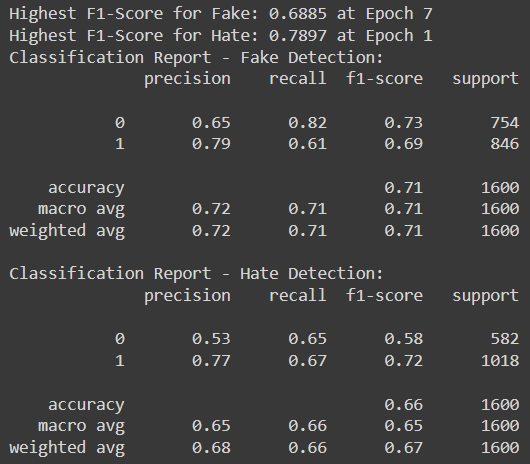 Highest F1-Score for Fake: 0.6885 at Epoch 7
Highest F1-Score for Hate: 0.7897 at Epoch 1
Classification Report - Fake Detection:
precision recall f1-score support
0 0.65 0.82 0.73 754
1 0.79 0.61 0.69 846
accuracy 0.71 1600
macro avg 0.72 0.71 0.71 1600
weighted avg 0.72 0.71 0.71 1600
Classification Report - Hate Detection:
precision recall f1-score support
0 0.53 0.65 0.58 582
1 0.77 0.67 0.72 1018
accuracy 0.66 1600
macro avg 0.65 0.66 0.65 1600
weighted avg 0.68 0.66 0.67 1600